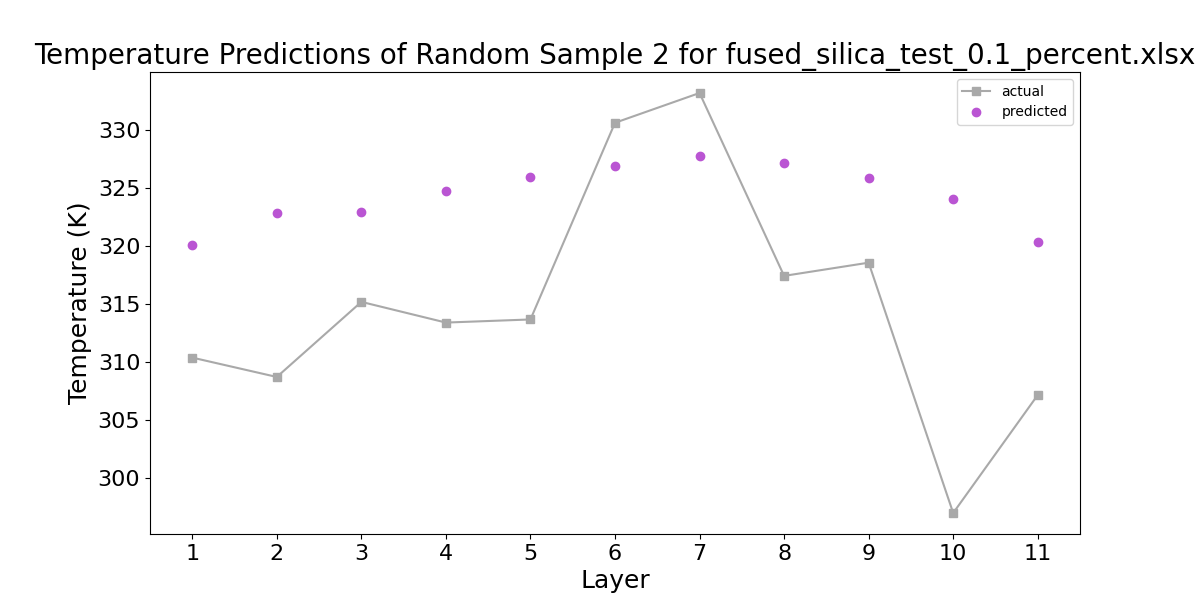 Temperature Predictions of Random Sample 2 for fused_silica_test_0.1_percent.xlsx
actual
predicted
Temperature (K)
330
325
320
315
310
305
300
1 2 3 4 5 6 7 8 9 10 11
Layer